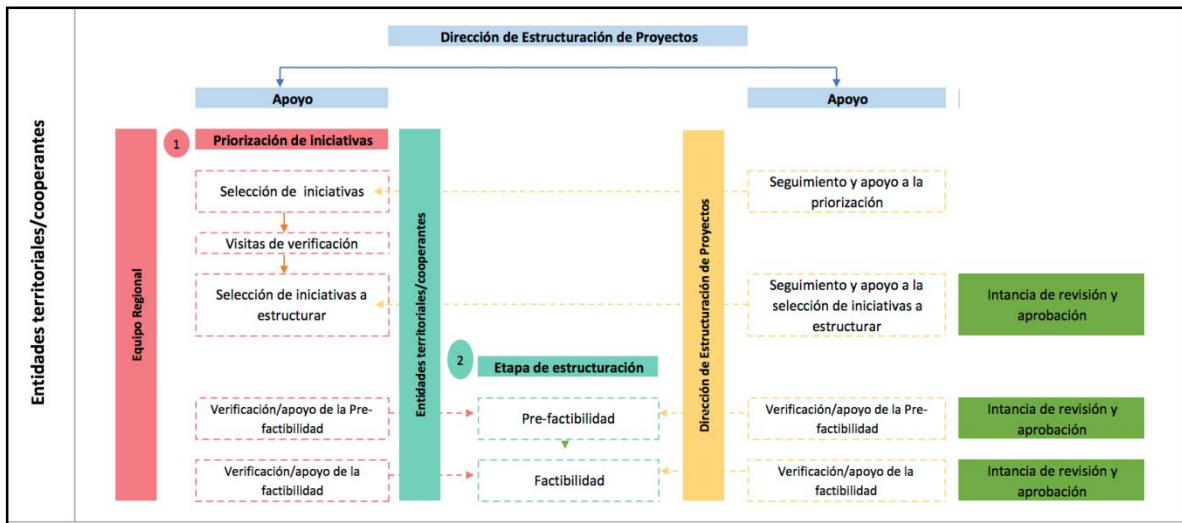 Entidades territoriales/cooperantes
Dirección de Estructuración de Proyectos
Apoyo
Apoyo
Equipo Regional
1
Priorización de iniciativas
Entidades territoriales/cooperantes
Dirección de Estructuración de Proyectos
Selección de iniciativas
Seguimiento y apoyo a la
priorización
Visitas de verificación
Selección de iniciativas a
estructurar
Seguimiento y apoyo a la
selección de iniciativas a
estructurar
Intancia de revisión y
aprobación
2
Etapa de estructuración
Verificación/apoyo de la Pre-
factibilidad
Pre-factibilidad
Verificación/apoyo de la Pre-
factibilidad
Intancia de revisión y
aprobación
Verificación/apoyo de la
factibilidad
Factibilidad
Verificación/apoyo de la
factibilidad
Intancia de revisión y
aprobación